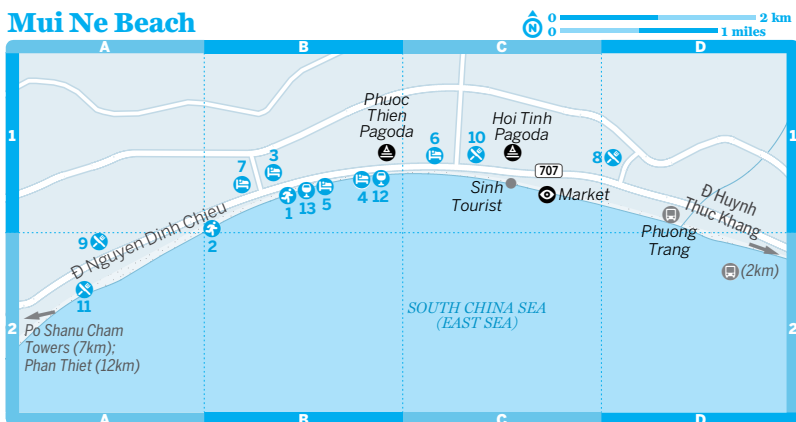 Mui Ne Beach
N
0 2 km
0 1 miles
A B C D
1 1
Phuoc
Thien
Pagoda
Hoi Tinh
Pagoda
6 10
7 3
8
707
1 13 5 4 12
Sinh
Tourist
Market
Đ Huynh
Thuc Khang
Phuong
Trang
Đ Nguyen Dinh Chieu
9
2
11
(2km)
SOUTH CHINA SEA
(EAST SEA)
2 2
Po Shanu Cham
Towers (7km);
Phan Thiet (12km)
A B C D